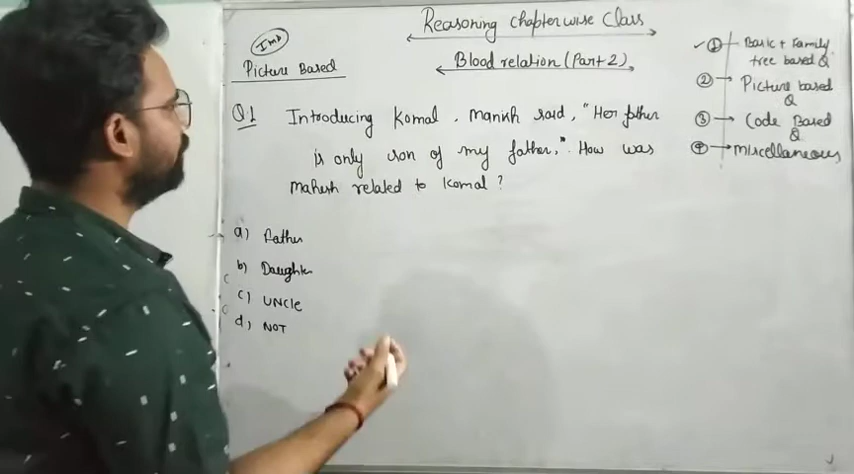 Reasoning Chapterwise Class
Blood relation (Part 2)
Imp
Picture Based
① Basic + Family
tree based Q
② → Picture based
Q
③ → Code Based
Q
④ → miscellaneous
Q.1 Introducing Komal, Manish said, "Her father
is only son of my father,". How was
Mahesh related to Komal?
a) Father
b) Daughter
c) UNCLE
d) NOT